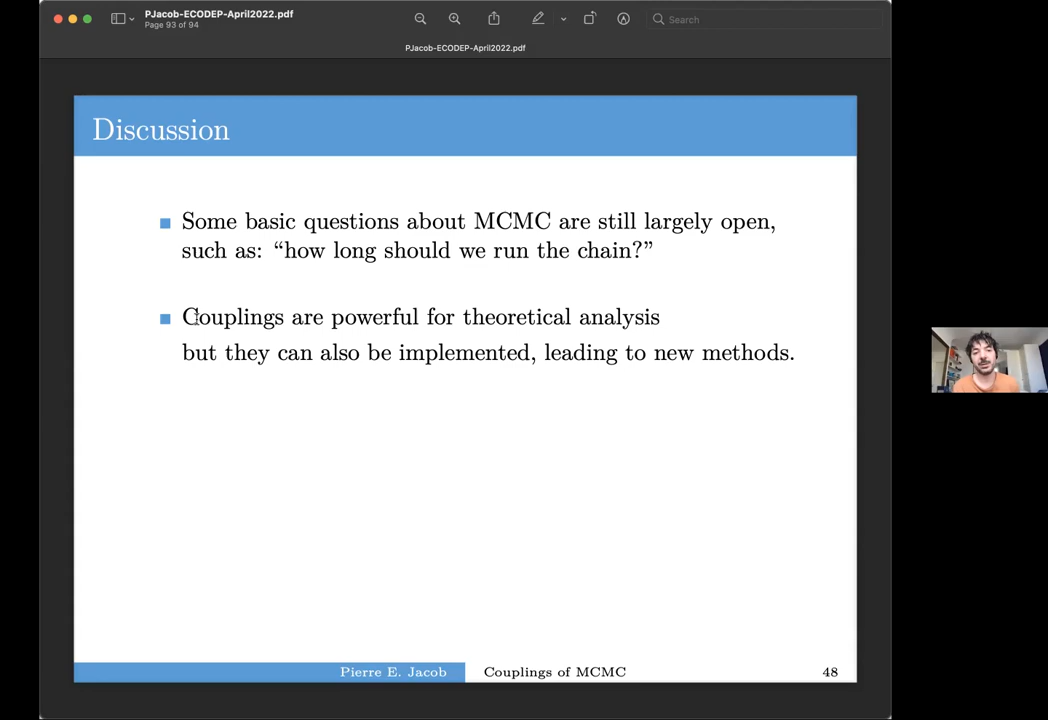 PJacob-ECODEP-April2022.pdf
Page 93 of 94
Search
PJacob-ECODEP-April2022.pdf
Discussion
Some basic questions about MCMC are still largely open,
such as: “how long should we run the chain?”
Couplings are powerful for theoretical analysis
but they can also be implemented, leading to new methods.
Pierre E. Jacob
Couplings of MCMC
48